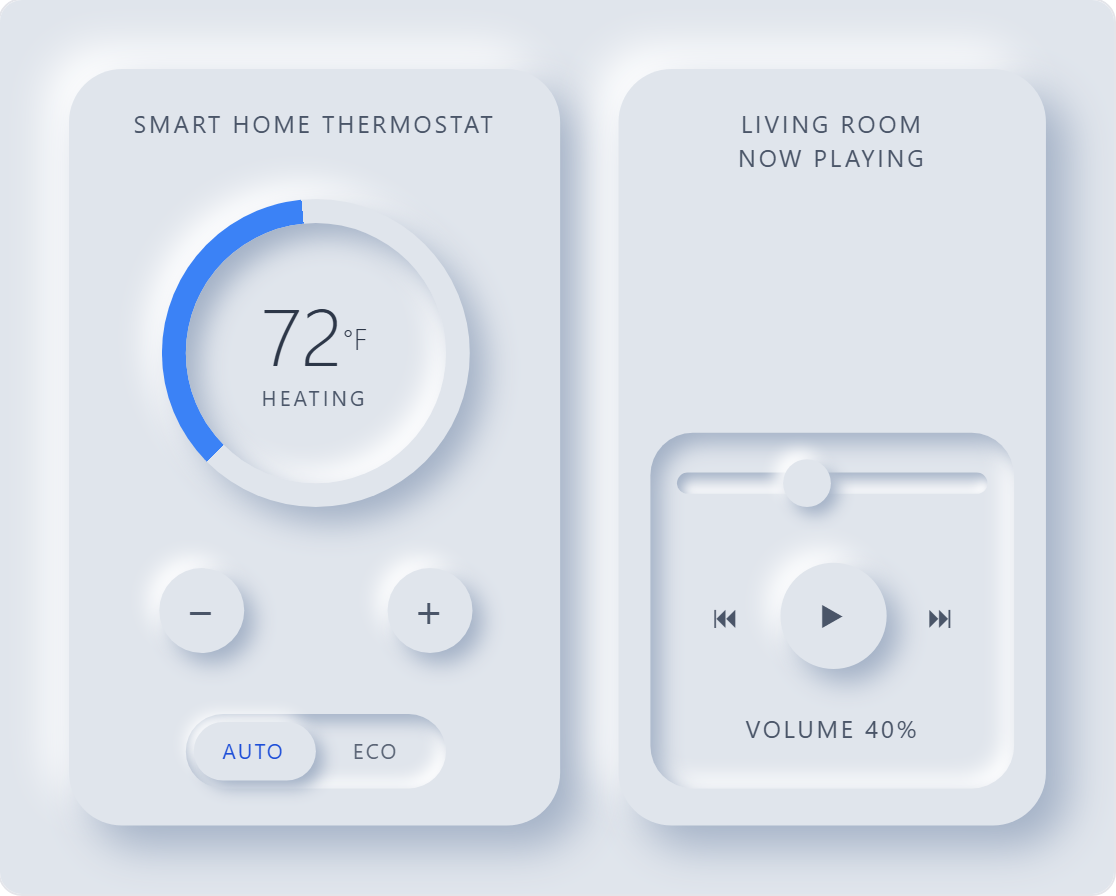 SMART HOME THERMOSTAT
72°F
HEATING
−
+
AUTO ECO
LIVING ROOM
NOW PLAYING
VOLUME 40%